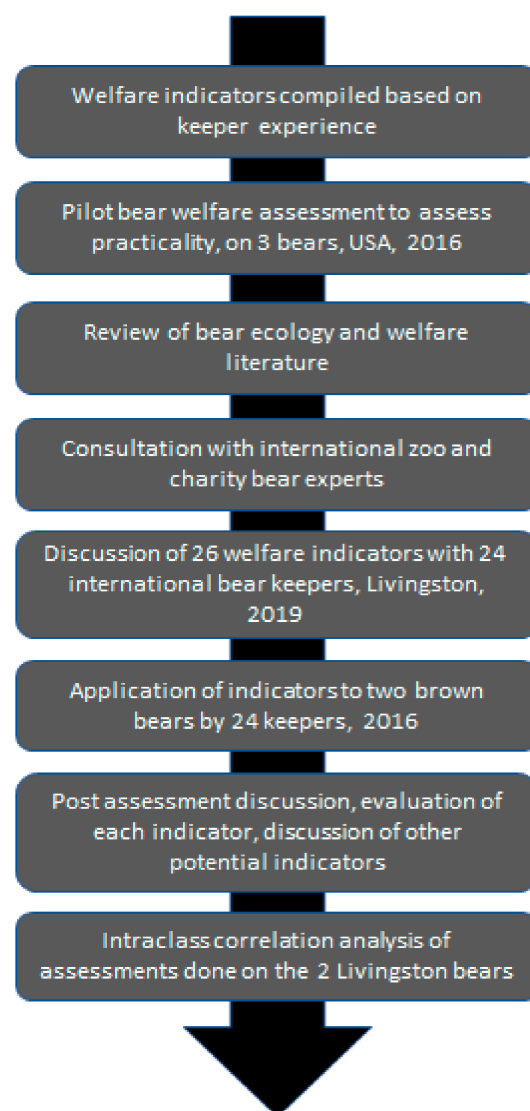 Welfare indicators compiled based on
keeper experience
Pilot bear welfare assessment to assess
practicality, on 3 bears, USA, 2016
Review of bear ecology and welfare
literature
Consultation with international zoo and
charity bear experts
Discussion of 26 welfare indicators with 24
international bear keepers, Livingston,
2019
Application of indicators to two brown
bears by 24 keepers, 2016
Post assessment discussion, evaluation of
each indicator, discussion of other
potential indicators
Intraclass correlation analysis of
assessments done on the 2 Livingston bears